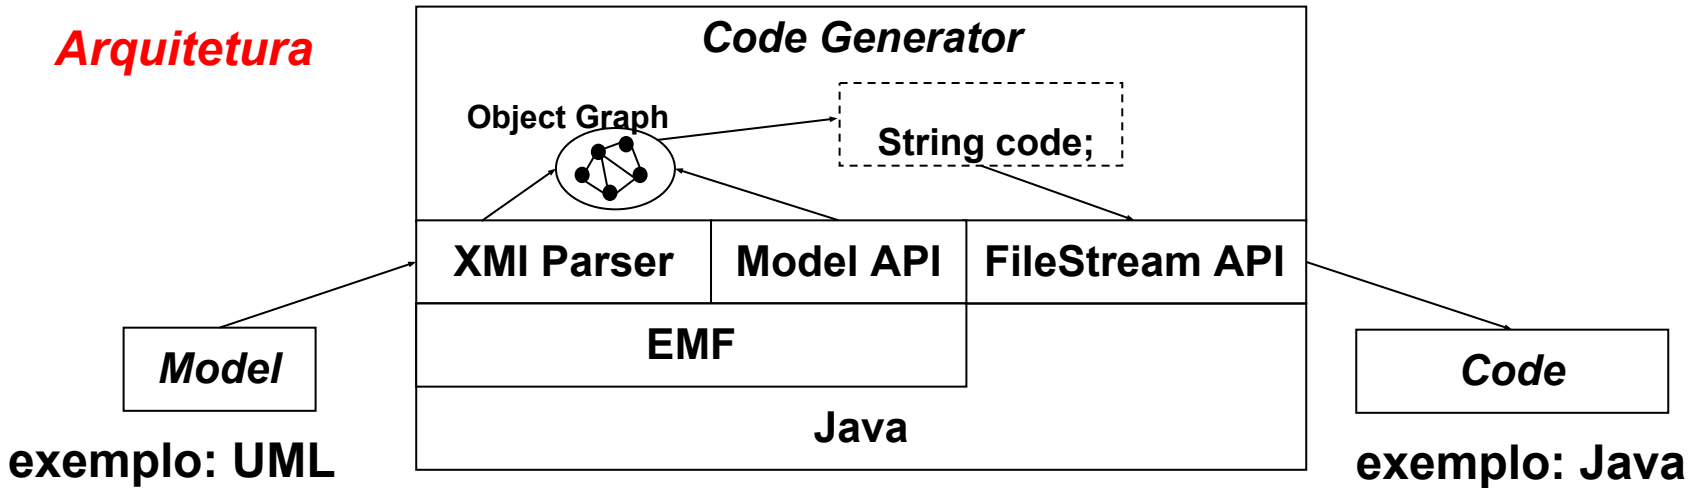 Arquitetura
Code Generator
Object Graph
String code;
XMI Parser
Model API
FileStream API
EMF
Model
Code
Java
exemplo: UML
exemplo: Java